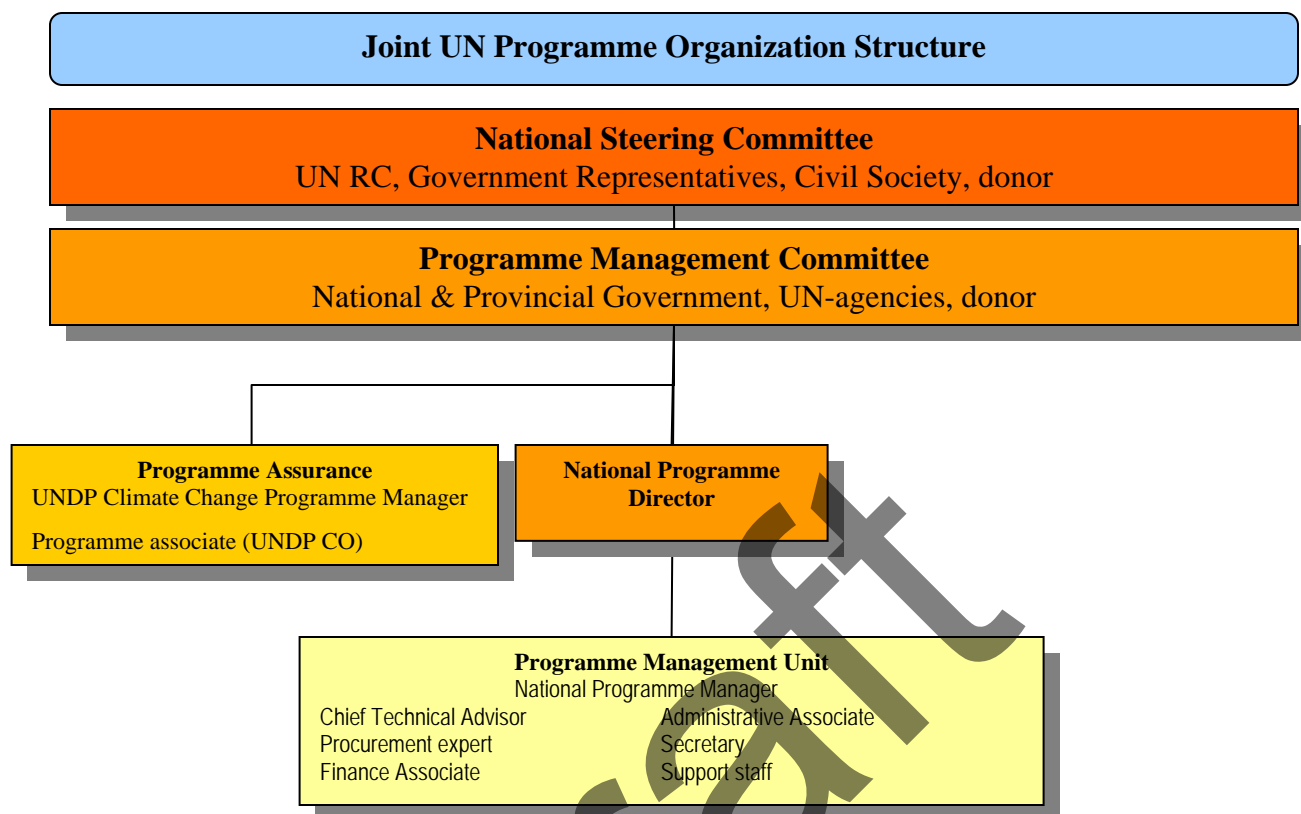 Joint UN Programme Organization Structure
National Steering Committee
UN RC, Government Representatives, Civil Society, donor
Programme Management Committee
National & Provincial Government, UN-agencies, donor
Programme Assurance
UNDP Climate Change Programme Manager
Programme associate (UNDP CO)
National Programme
Director
Programme Management Unit
National Programme Manager
Chief Technical Advisor
Procurement expert
Finance Associate
Administrative Associate
Secretary
Support staff
aft